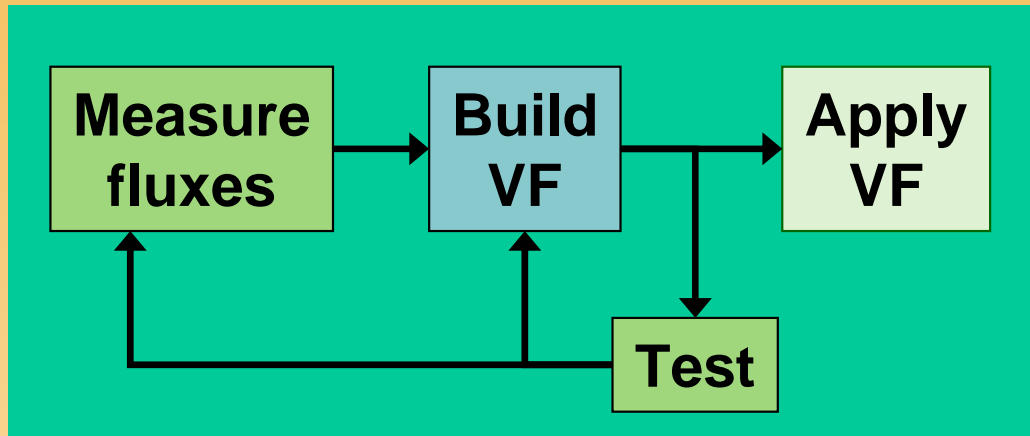 Measure
fluxes
Build
VF
Apply
VF
Test